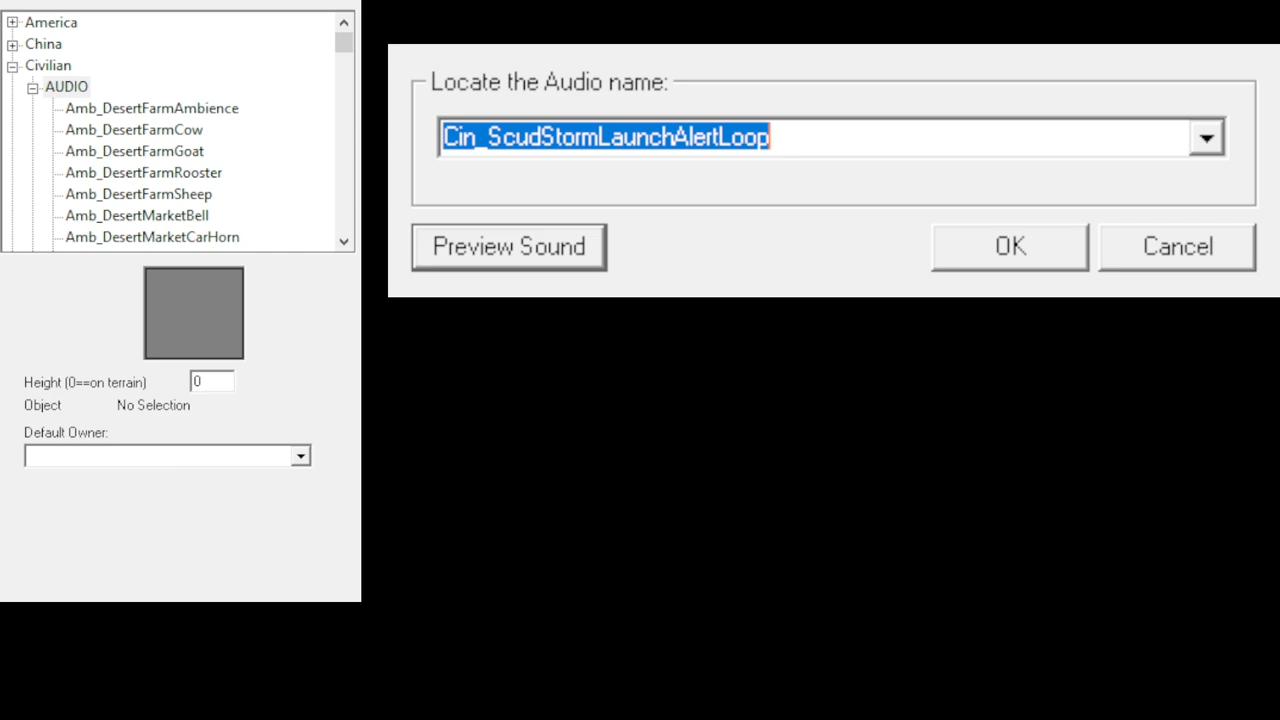 America
China
Civilian
AUDIO
Amb_DesertFarmAmbience
Amb_DesertFarmCow
Amb_DesertFarmGoat
Amb_DesertFarmRooster
Amb_DesertFarmSheep
Amb_DesertMarketBell
Amb_DesertMarketCarHorn
Height (0==on terrain) 0
Object No Selection
Default Owner:
Locate the Audio name:
Cin_ScudStormLaunchAlertLoop
Preview Sound OK Cancel